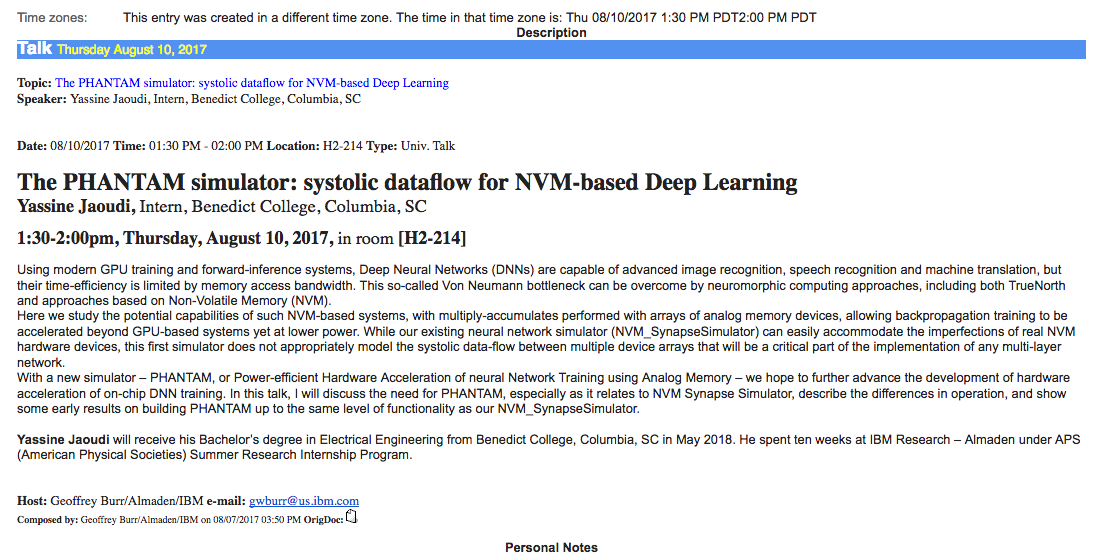 Time zones: This entry was created in a different time zone. The time in that time zone is: Thu 08/10/2017 1:30 PM PDT2:00 PM PDT
Description
Talk Thursday August 10, 2017
Topic: The PHANTAM simulator: systolic dataflow for NVM-based Deep Learning
Speaker: Yassine Jaoudi, Intern, Benedict College, Columbia, SC
Date: 08/10/2017 Time: 01:30 PM - 02:00 PM Location: H2-214 Type: Univ. Talk
The PHANTAM simulator: systolic dataflow for NVM-based Deep Learning
Yassine Jaoudi, Intern, Benedict College, Columbia, SC
1:30-2:00pm, Thursday, August 10, 2017, in room [H2-214]
Using modern GPU training and forward-inference systems, Deep Neural Networks (DNNs) are capable of advanced image recognition, speech recognition and machine translation, but
their time-efficiency is limited by memory access bandwidth. This so-called Von Neumann bottleneck can be overcome by neuromorphic computing approaches, including both TrueNorth
and approaches based on Non-Volatile Memory (NVM).
Here we study the potential capabilities of such NVM-based systems, with multiply-accumulates performed with arrays of analog memory devices, allowing backpropagation training to be
accelerated beyond GPU-based systems yet at lower power. While our existing neural network simulator (NVM_SynapseSimulator) can easily accommodate the imperfections of real NVM
hardware devices, this first simulator does not appropriately model the systolic data-flow between multiple device arrays that will be a critical part of the implementation of any multi-layer
network.
With a new simulator – PHANTAM, or Power-efficient Hardware Acceleration of neural Network Training using Analog Memory – we hope to further advance the development of hardware
acceleration of on-chip DNN training. In this talk, I will discuss the need for PHANTAM, especially as it relates to NVM Synapse Simulator, describe the differences in operation, and show
some early results on building PHANTAM up to the same level of functionality as our NVM_SynapseSimulator.
Yassine Jaoudi will receive his Bachelor's degree in Electrical Engineering from Benedict College, Columbia, SC in May 2018. He spent ten weeks at IBM Research – Almaden under APS
(American Physical Societies) Summer Research Internship Program.
Host: Geoffrey Burr/Almaden/IBM e-mail: gwburr@us.ibm.com
Composed by: Geoffrey Burr/Almaden/IBM on 08/07/2017 03:50 PM OrigDoc:
Personal Notes